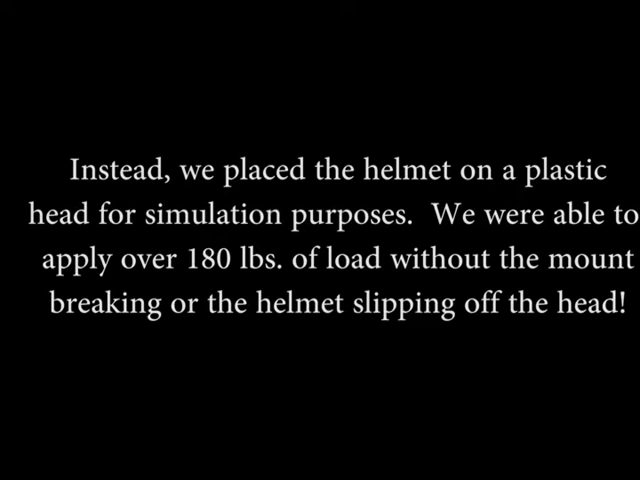 Instead, we placed the helmet on a plastic
head for simulation purposes.  We were able to
apply over 180 lbs. of load without the mount
breaking or the helmet slipping off the head!